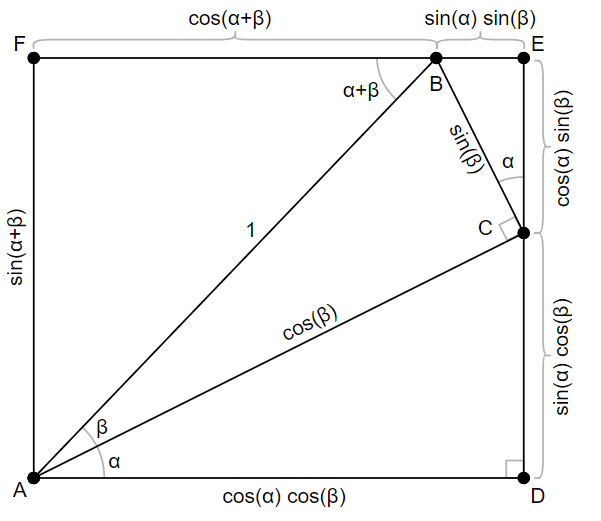 cos(α+β)
sin(α) sin(β)
F
E
B
α+β
sin(β)
α
cos(α) sin(β)
sin(α+β)
1
C
cos(β)
sin(α) cos(β)
β
α
A
D
cos(α) cos(β)